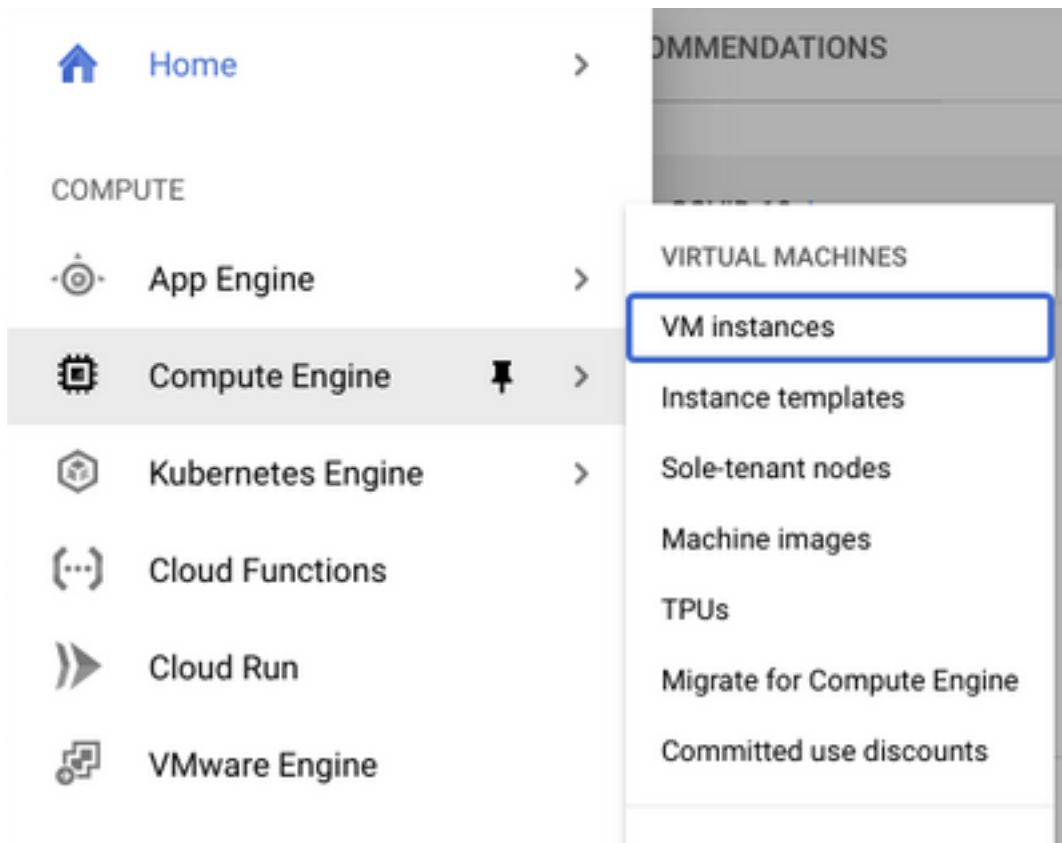 Home
OMMENDATIONS
COMPUTE
App Engine
Compute Engine
Kubernetes Engine
Cloud Functions
Cloud Run
VMware Engine
VIRTUAL MACHINES
VM instances
Instance templates
Sole-tenant nodes
Machine images
TPUs
Migrate for Compute Engine
Committed use discounts